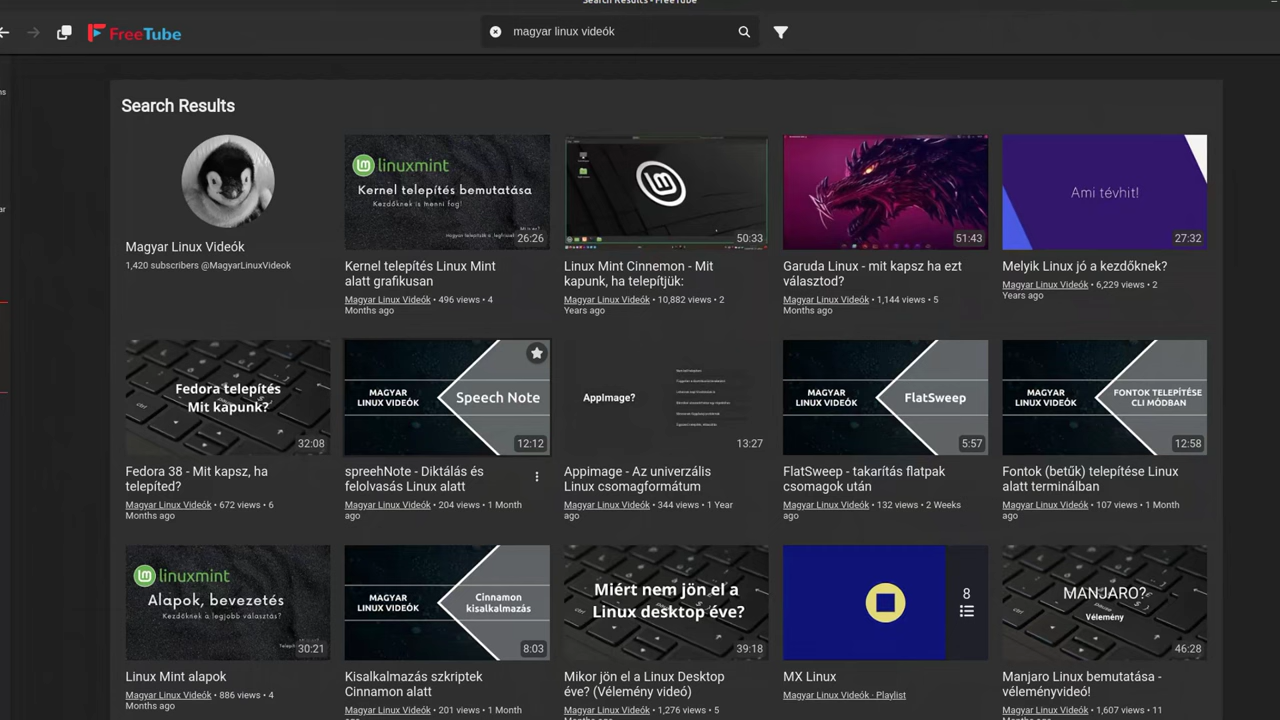 Search Results - FreeTube
FreeTube
magyar linux videók
Search Results
Magyar Linux Videók
1,420 subscribers @MagyarLinuxVideok
linuxmint
Kernel telepítés bemutatása
Kezdőknek is menni fog!
26:26
Kernel telepítés Linux Mint
alatt grafikusan
Magyar Linux Videók • 496 views • 4
Months ago
50:33
Linux Mint Cinnemon - Mit
kapunk, ha telepítjük:
Magyar Linux Videók • 10,882 views • 2
Years ago
51:43
Garuda Linux - mit kapsz ha ezt
választod?
Magyar Linux Videók • 1,144 views • 5
Months ago
Ami tévhit!
27:32
Melyik Linux jó a kezdőknek?
Magyar Linux Videók • 6,229 views • 2
Years ago
Fedora telepítés
Mit kapunk?
32:08
Fedora 38 - Mit kapsz, ha
telepíted?
Magyar Linux Videók • 672 views • 6
Months ago
MAGYAR
LINUX VIDEÓK
Speech Note
12:12
spreehNote - Diktálás és
felolvasás Linux alatt
Magyar Linux Videók • 204 views • 1 Month
ago
AppImage?
13:27
Appimage - Az univerzális
Linux csomagformátum
Magyar Linux Videók • 344 views • 1 Year
ago
MAGYAR
LINUX VIDEÓK
FlatSweep
5:57
FlatSweep - takarítás flatpak
csomagok után
Magyar Linux Videók • 132 views • 2 Weeks
ago
MAGYAR
LINUX VIDEÓK
FONTOK TELEPÍTÉSE
CLI MÓDBAN
12:58
Fontok (betűk) telepítése Linux
alatt terminálban
Magyar Linux Videók • 107 views • 1 Month
ago
linuxmint
Alapok, bevezetés
Kezdőknek a legjobb választás?
30:21
Linux Mint alapok
Magyar Linux Videók • 886 views • 4
Months ago
MAGYAR
LINUX VIDEÓK
Cinnamon
kisalkalmazás
8:03
Kisalkalmazás szkriptek
Cinnamon alatt
Magyar Linux Videók • 201 views • 1 Month
Miért nem jön el a
Linux desktop éve?
39:18
Mikor jön el a Linux Desktop
éve? (Vélemény videó)
Magyar Linux Videók • 1,276 views • 5
Months ago
8
MX Linux
Magyar Linux Videók · Playlist
MANJARO?
Vélemény
46:28
Manjaro Linux bemutatása -
véleményvideó!
Magyar Linux Videók • 1,607 views • 11
Months ago